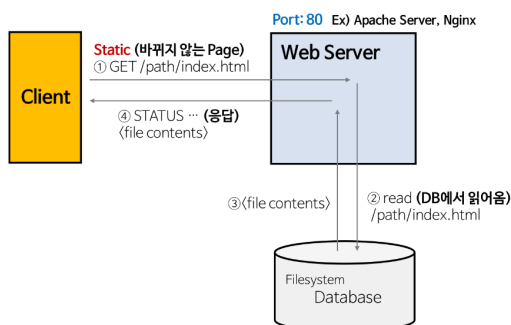 Port: 80 Ex) Apache Server, Nginx
Static (바뀌지 않는 Page)
① GET /path/index.html
Web Server
Client
④ STATUS ··· (응답)
<file contents>
③<file contents>
② read (DB에서 읽어옴)
/path/index.html
Filesystem
Database